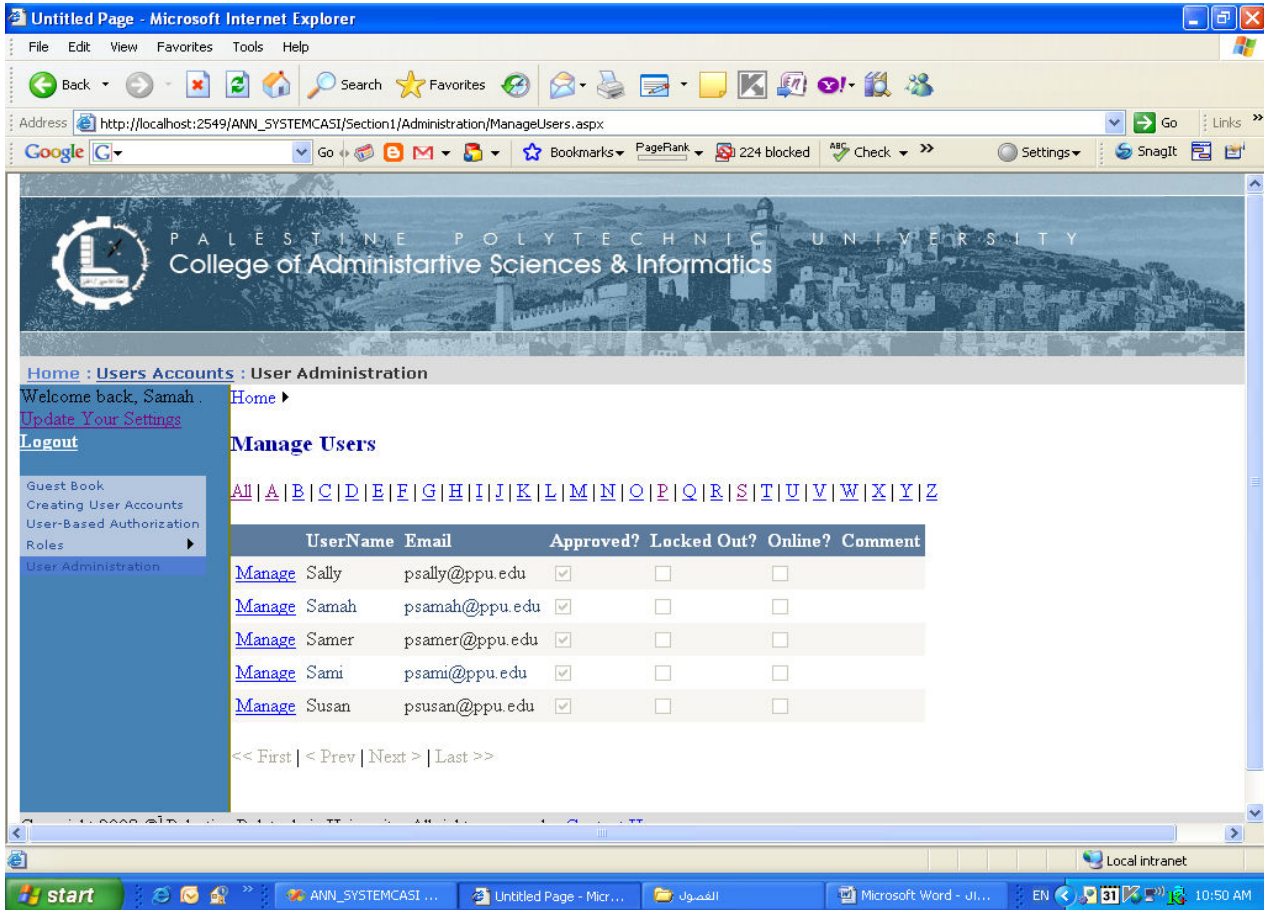 Untitled Page - Microsoft Internet Explorer
File Edit View Favorites Tools Help
Back Search Favorites
Address http://localhost:2549/ANN_SYSTEMCASI/Section1/Administration/ManageUsers.aspx Go Links »
Google G Go Bookmarks PageRank 224 blocked ABC Check » Settings SnagIt
PALESTINE POLYTECHNIC UNIVERSITY
College of Administartive Sciences & Informatics
Home : Users Accounts : User Administration
Welcome back, Samah .
Update Your Settings
Logout
Guest Book
Creating User Accounts
User-Based Authorization
Roles
User Administration
Home
Manage Users
All | A | B | C | D | E | F | G | H | I | J | K | L | M | N | O | P | Q | R | S | T | U | V | W | X | Y | Z
UserName Email Approved? Locked Out? Online? Comment
Manage Sally psally@ppu.edu
Manage Samah psamah@ppu.edu
Manage Samer psamer@ppu.edu
Manage Sami psami@ppu.edu
Manage Susan psusan@ppu.edu
<< First | < Prev | Next > | Last >>
Local intranet
start » ANN_SYSTEMCASI ... Untitled Page - Micr... الفصول Microsoft Word - ال... EN 31 10:50 AM